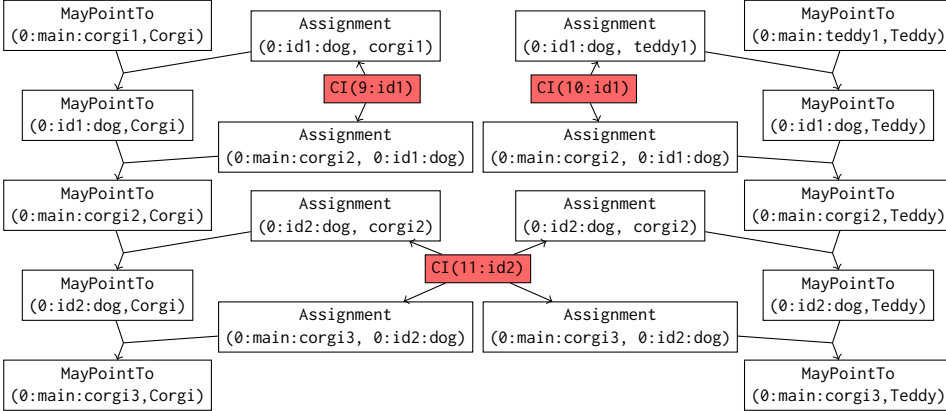 MayPointTo
(0:main:corgi1,Corgi)
Assignment
(0:id1:dog, corgi1)
Assignment
(0:id1:dog, teddy1)
MayPointTo
(0:main:teddy1,Teddy)
CI(9:id1)
CI(10:id1)
MayPointTo
(0:id1:dog,Corgi)
Assignment
(0:main:corgi2, 0:id1:dog)
Assignment
(0:main:corgi2, 0:id1:dog)
MayPointTo
(0:id1:dog,Teddy)
MayPointTo
(0:main:corgi2,Corgi)
Assignment
(0:id2:dog, corgi2)
Assignment
(0:id2:dog, corgi2)
MayPointTo
(0:main:corgi2,Teddy)
CI(11:id2)
MayPointTo
(0:id2:dog,Corgi)
Assignment
(0:main:corgi3, 0:id2:dog)
Assignment
(0:main:corgi3, 0:id2:dog)
MayPointTo
(0:id2:dog,Teddy)
MayPointTo
(0:main:corgi3,Corgi)
MayPointTo
(0:main:corgi3,Teddy)